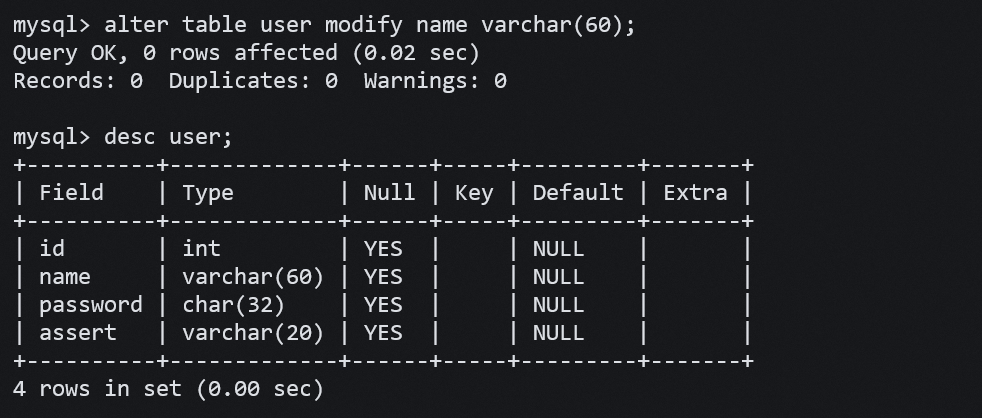 mysql> alter table user modify name varchar(60);
Query OK, 0 rows affected (0.02 sec)
Records: 0  Duplicates: 0  Warnings: 0
mysql> desc user;
+----------+-------------+------+-----+---------+-------+
| Field    | Type        | Null | Key | Default | Extra |
+----------+-------------+------+-----+---------+-------+
| id       | int         | YES  |     | NULL    |       |
| name     | varchar(60) | YES  |     | NULL    |       |
| password | char(32)    | YES  |     | NULL    |       |
| assert   | varchar(20) | YES  |     | NULL    |       |
+----------+-------------+------+-----+---------+-------+
4 rows in set (0.00 sec)